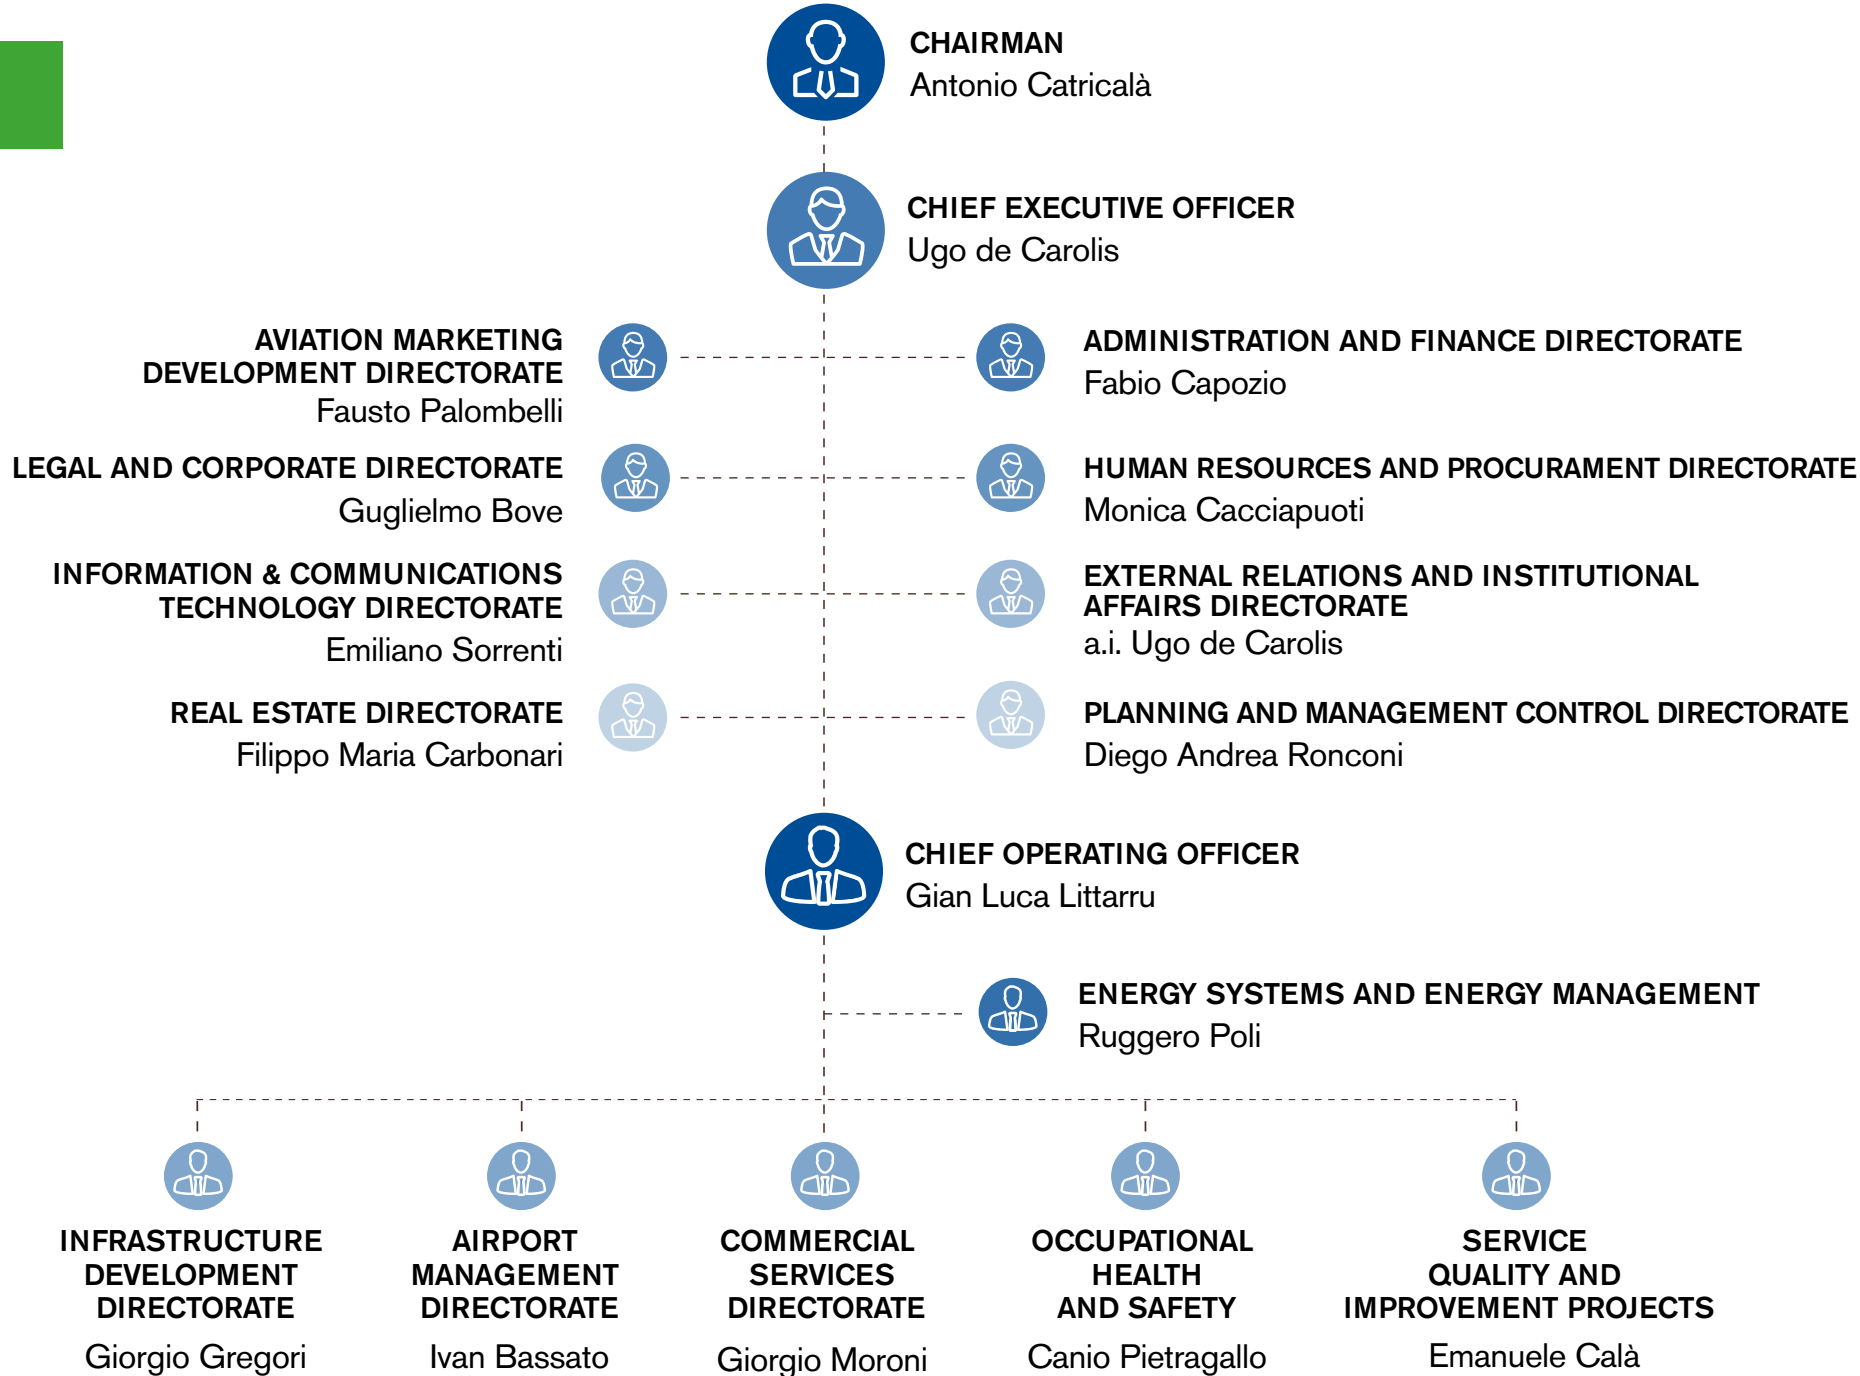 CHAIRMAN
Antonio Catricalà
CHIEF EXECUTIVE OFFICER
Ugo de Carolis
AVIATION MARKETING
DEVELOPMENT DIRECTORATE
Fausto Palombelli
ADMINISTRATION AND FINANCE DIRECTORATE
Fabio Capozio
LEGAL AND CORPORATE DIRECTORATE
Guglielmo Bove
HUMAN RESOURCES AND PROCURAMENT DIRECTORATE
Monica Cacciapuoti
INFORMATION & COMMUNICATIONS
TECHNOLOGY DIRECTORATE
Emiliano Sorrenti
EXTERNAL RELATIONS AND INSTITUTIONAL
AFFAIRS DIRECTORATE
a.i. Ugo de Carolis
REAL ESTATE DIRECTORATE
Filippo Maria Carbonari
PLANNING AND MANAGEMENT CONTROL DIRECTORATE
Diego Andrea Ronconi
CHIEF OPERATING OFFICER
Gian Luca Littarru
ENERGY SYSTEMS AND ENERGY MANAGEMENT
Ruggero Poli
INFRASTRUCTURE
DEVELOPMENT
DIRECTORATE
Giorgio Gregori
AIRPORT
MANAGEMENT
DIRECTORATE
Ivan Bassato
COMMERCIAL
SERVICES
DIRECTORATE
Giorgio Moroni
OCCUPATIONAL
HEALTH
AND SAFETY
Canio Pietragallo
SERVICE
QUALITY AND
IMPROVEMENT PROJECTS
Emanuele Calà